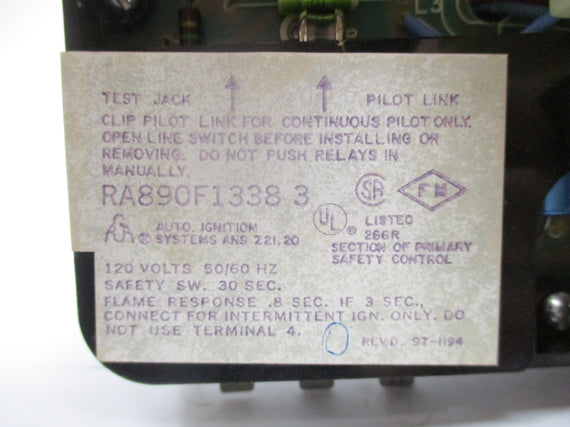 L3
TEST JACK PILOT LINK
CLIP PILOT LINK FOR CONTINUOUS PILOT ONLY.
OPEN LINE SWITCH BEFORE INSTALLING OR
REMOVING. DO NOT PUSH RELAYS IN
MANUALLY.
RA890F1338 3
SA FM
AUTO. IGNITION
SYSTEMS ANS Z21.20
UL ® LISTED
266R
SECTION OF PRIMARY
SAFETY CONTROL
120 VOLTS 50/60 HZ
SAFETY SW. 30 SEC.
FLAME RESPONSE .8 SEC. IF 3 SEC.,
CONNECT FOR INTERMITTENT IGN. ONLY. DO
NOT USE TERMINAL 4.
REV.D. 97-1194